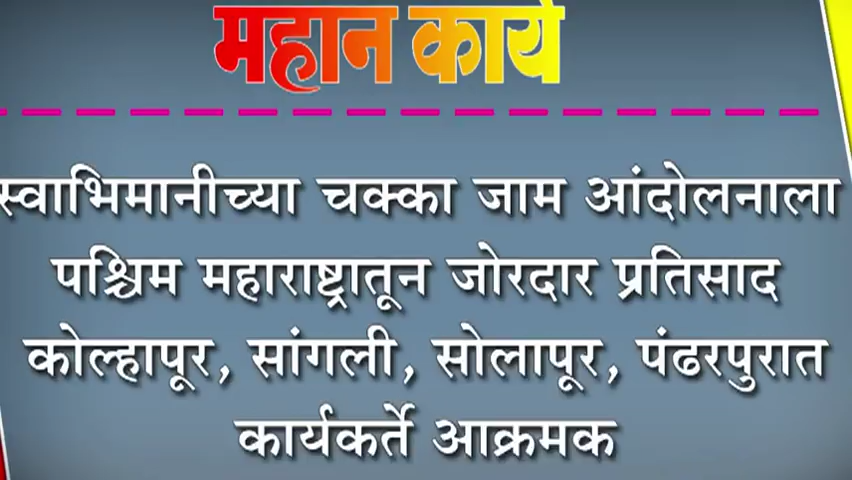 महान कार्य
स्वाभिमानीच्या चक्का जाम आंदोलनाला
पश्चिम महाराष्ट्रातून जोरदार प्रतिसाद
कोल्हापूर, सांगली, सोलापूर, पंढरपुरात
कार्यकर्ते आक्रमक